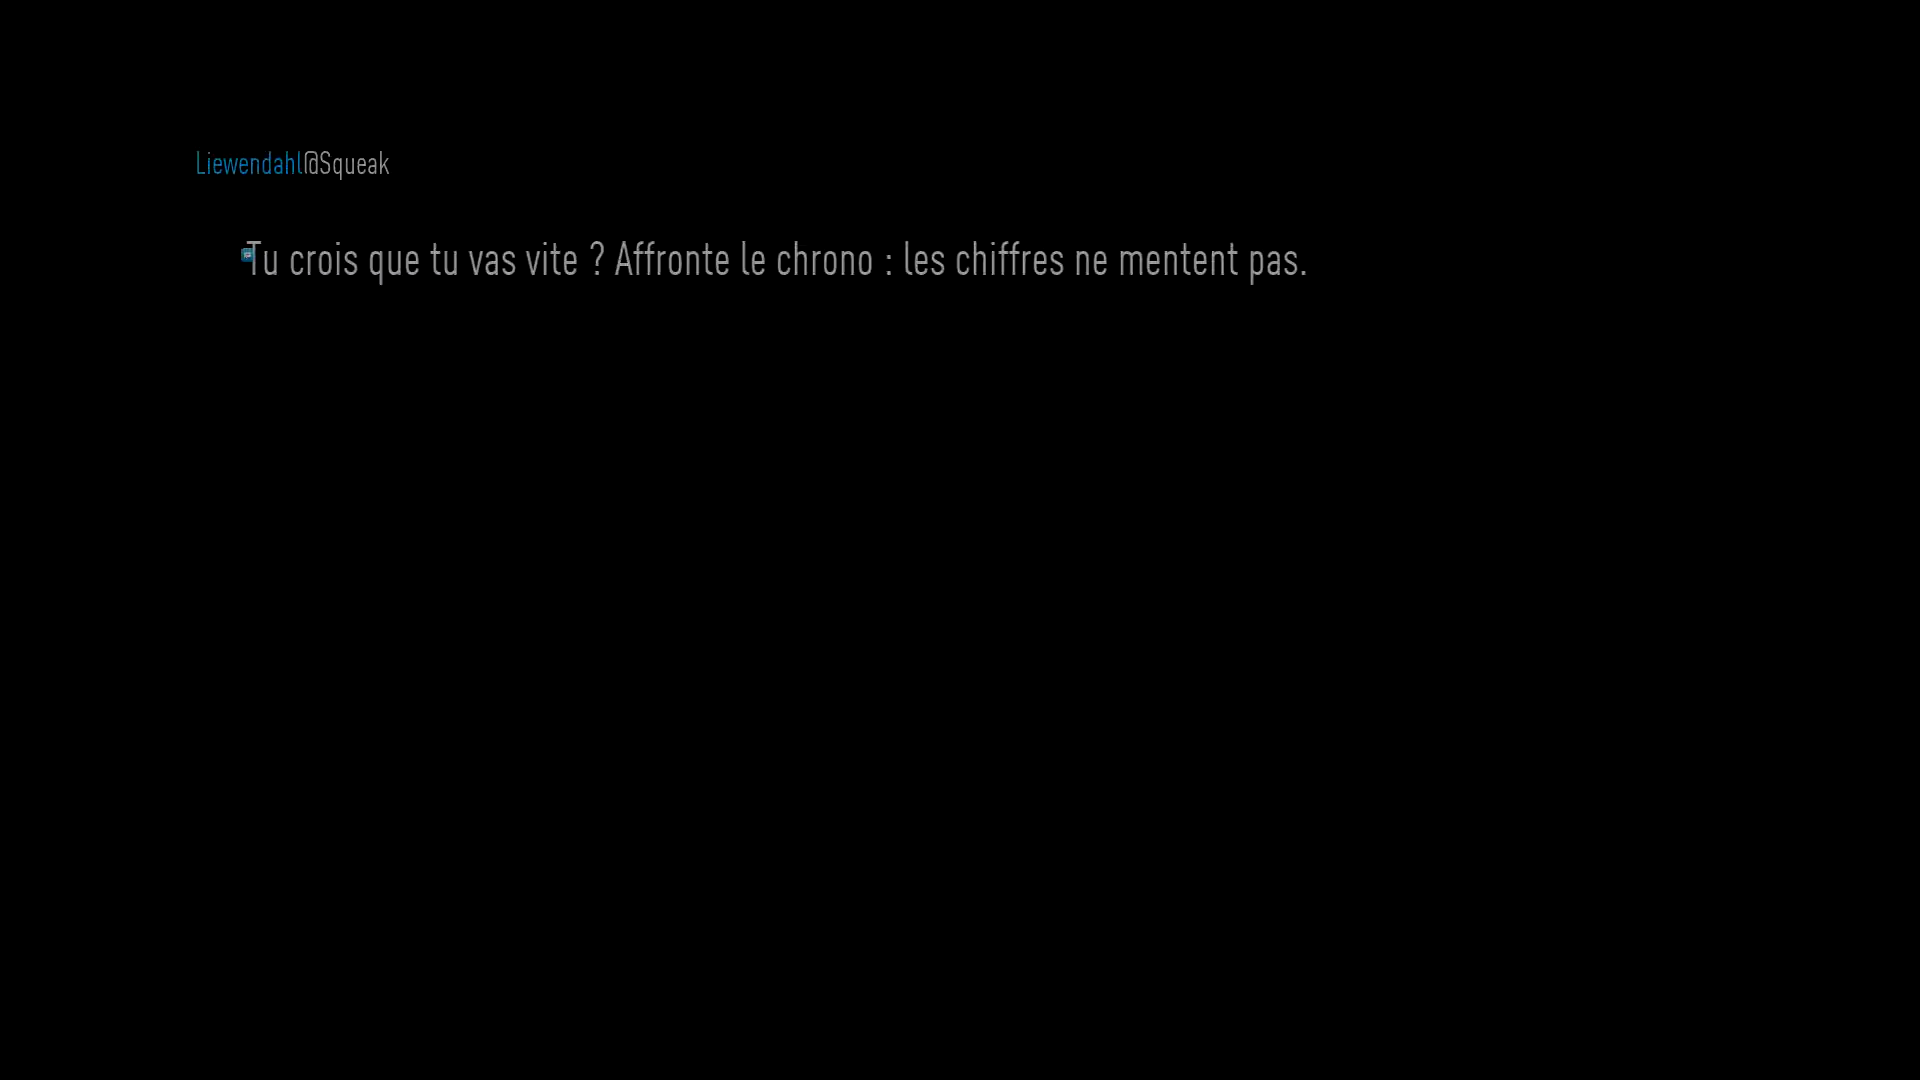 Liewendahl@Squeak
Tu crois que tu vas vite ? Affronte le chrono : les chiffres ne mentent pas.